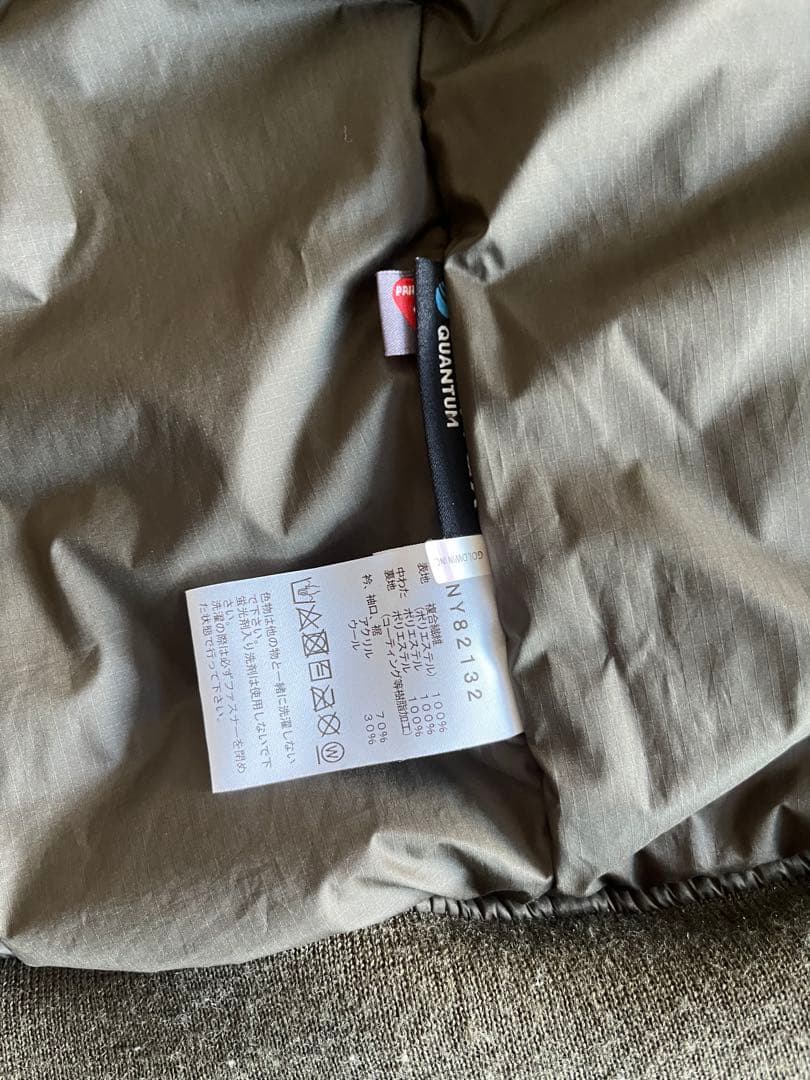 QUANTUM
GOLDWIN INC.
NY82132
表地 複合繊維
(ポリエステル) 100%
中わた ポリエステル 100%
裏地 ポリエステル 100%
(コーディング等樹脂加工)
衿、袖口、裾
アクリル 70%
ウール 30%
W
色物は他の物と一緒に洗濯しない
で下さい。
蛍光剤入り洗剤は使用しないで下
さい。
洗濯の際は必ずファスナーを閉め
た状態で行って下さい。